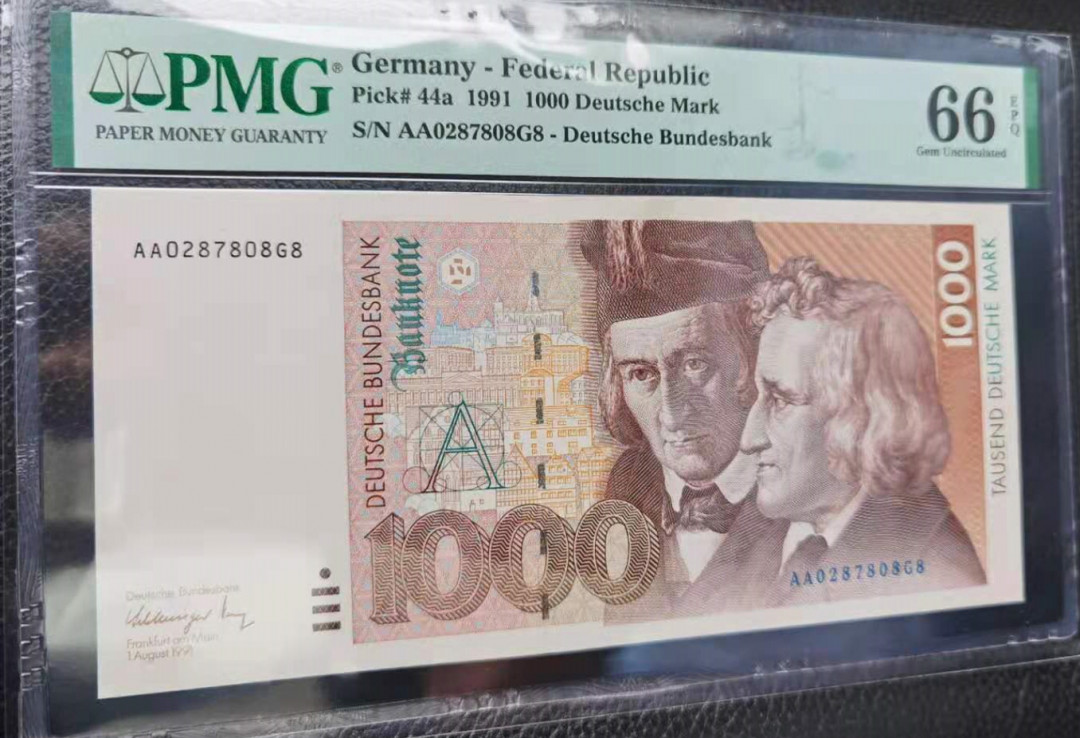 PMG®
PAPER MONEY GUARANTY
Germany - Federal Republic
Pick# 44a 1991 1000 Deutsche Mark
S/N AA0287808G8 - Deutsche Bundesbank
66
EPQ
Gem Uncirculated
AA0287808G8
DEUTSCHE BUNDESBANK
Banknote
A
1000
1000
TAUSEND DEUTSCHE MARK
AA0287808G8
Deutsche Bundesbank
Frankfurt am Main
1. August 1991